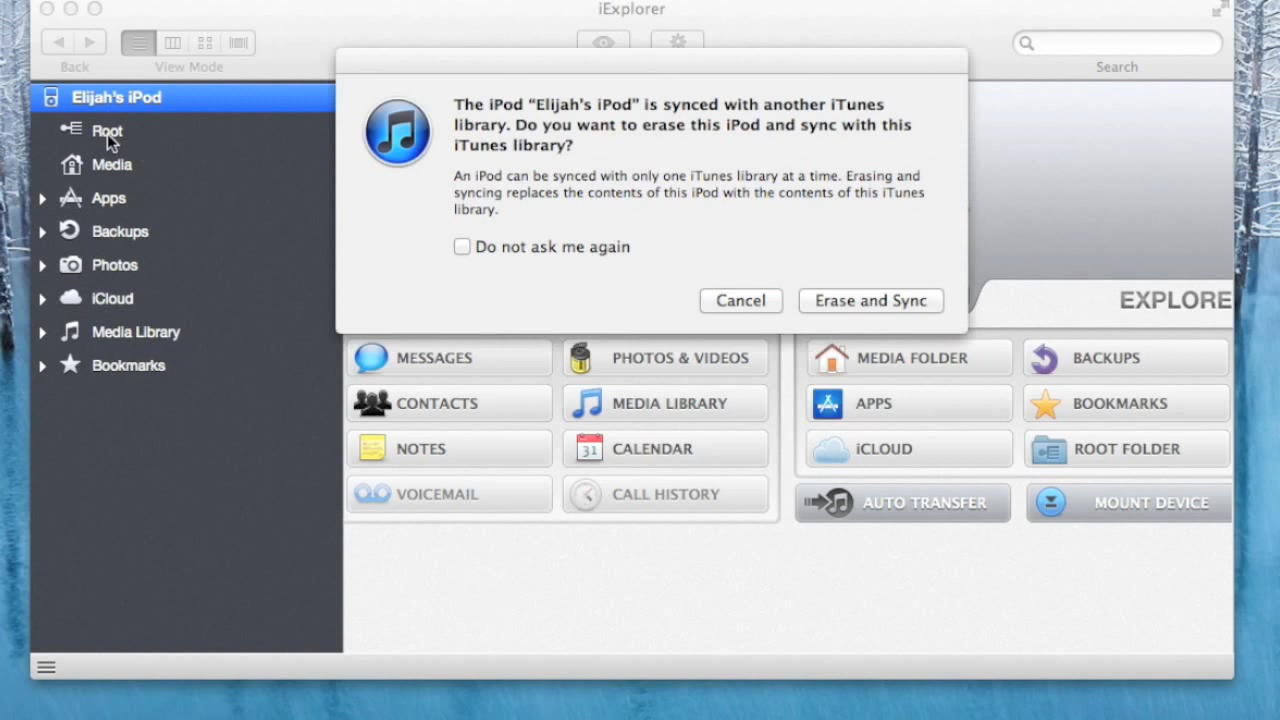 iExplorer
Back
View Mode
Search
Elijah's iPod
Root
Media
Apps
Backups
Photos
iCloud
Media Library
Bookmarks
The iPod “Elijah’s iPod” is synced with another iTunes
library. Do you want to erase this iPod and sync with this
iTunes library?
An iPod can be synced with only one iTunes library at a time. Erasing and
syncing replaces the contents of this iPod with the contents of this iTunes
library.
Do not ask me again
Cancel
Erase and Sync
EXPLORE
MESSAGES
PHOTOS & VIDEOS
MEDIA FOLDER
BACKUPS
CONTACTS
MEDIA LIBRARY
APPS
BOOKMARKS
NOTES
31
CALENDAR
iCLOUD
ROOT FOLDER
VOICEMAIL
CALL HISTORY
AUTO TRANSFER
MOUNT DEVICE